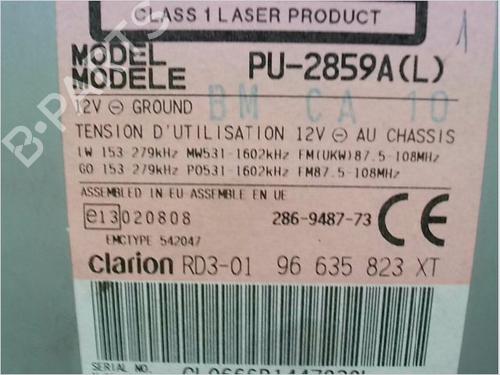 CLASS 1 LASER PRODUCT
1
MODEL
MODELE
PU-2859A(L)
12V ⊖ GROUND
BM CA 10
TENSION D'UTILISATION 12V ⊖ AU CHASSIS
LW 153-279kHz MW531-1602kHz FM(UKW)87.5-108MHz
GO 153-279kHz PO531-1602kHz FM87.5-108MHz
ASSEMBLED IN EU-ASSEMBLE EN UE
e13 020808
286-9487-73
CE
EMCTYPE 542047
Clarion RD3-01 96 635 823 XT
SERIAL NO.
B-PARTS